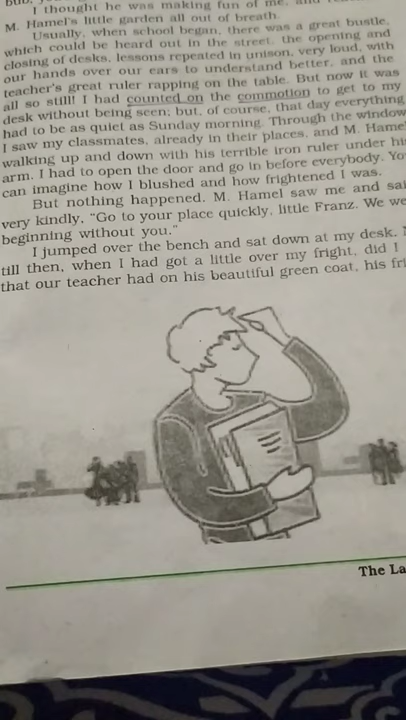 I thought he was making fun of me, and
M. Hamel's little garden all out of breath.
Usually, when school began, there was a great bustle,
which could be heard out in the street, the opening and
closing of desks, lessons repeated in unison, very loud, with
our hands over our ears to understand better, and the
teacher's great ruler rapping on the table. But now it was
all so still! I had counted on the commotion to get to my
desk without being seen; but, of course, that day everything
had to be as quiet as Sunday morning. Through the window
I saw my classmates, already in their places, and M. Hamel
walking up and down with his terrible iron ruler under his
arm. I had to open the door and go in before everybody. Yo
can imagine how I blushed and how frightened I was.
But nothing happened. M. Hamel saw me and sai
very kindly, “Go to your place quickly, little Franz. We we
beginning without you.”
I jumped over the bench and sat down at my desk.
till then, when I had got a little over my fright, did I
that our teacher had on his beautiful green coat, his fri
The La